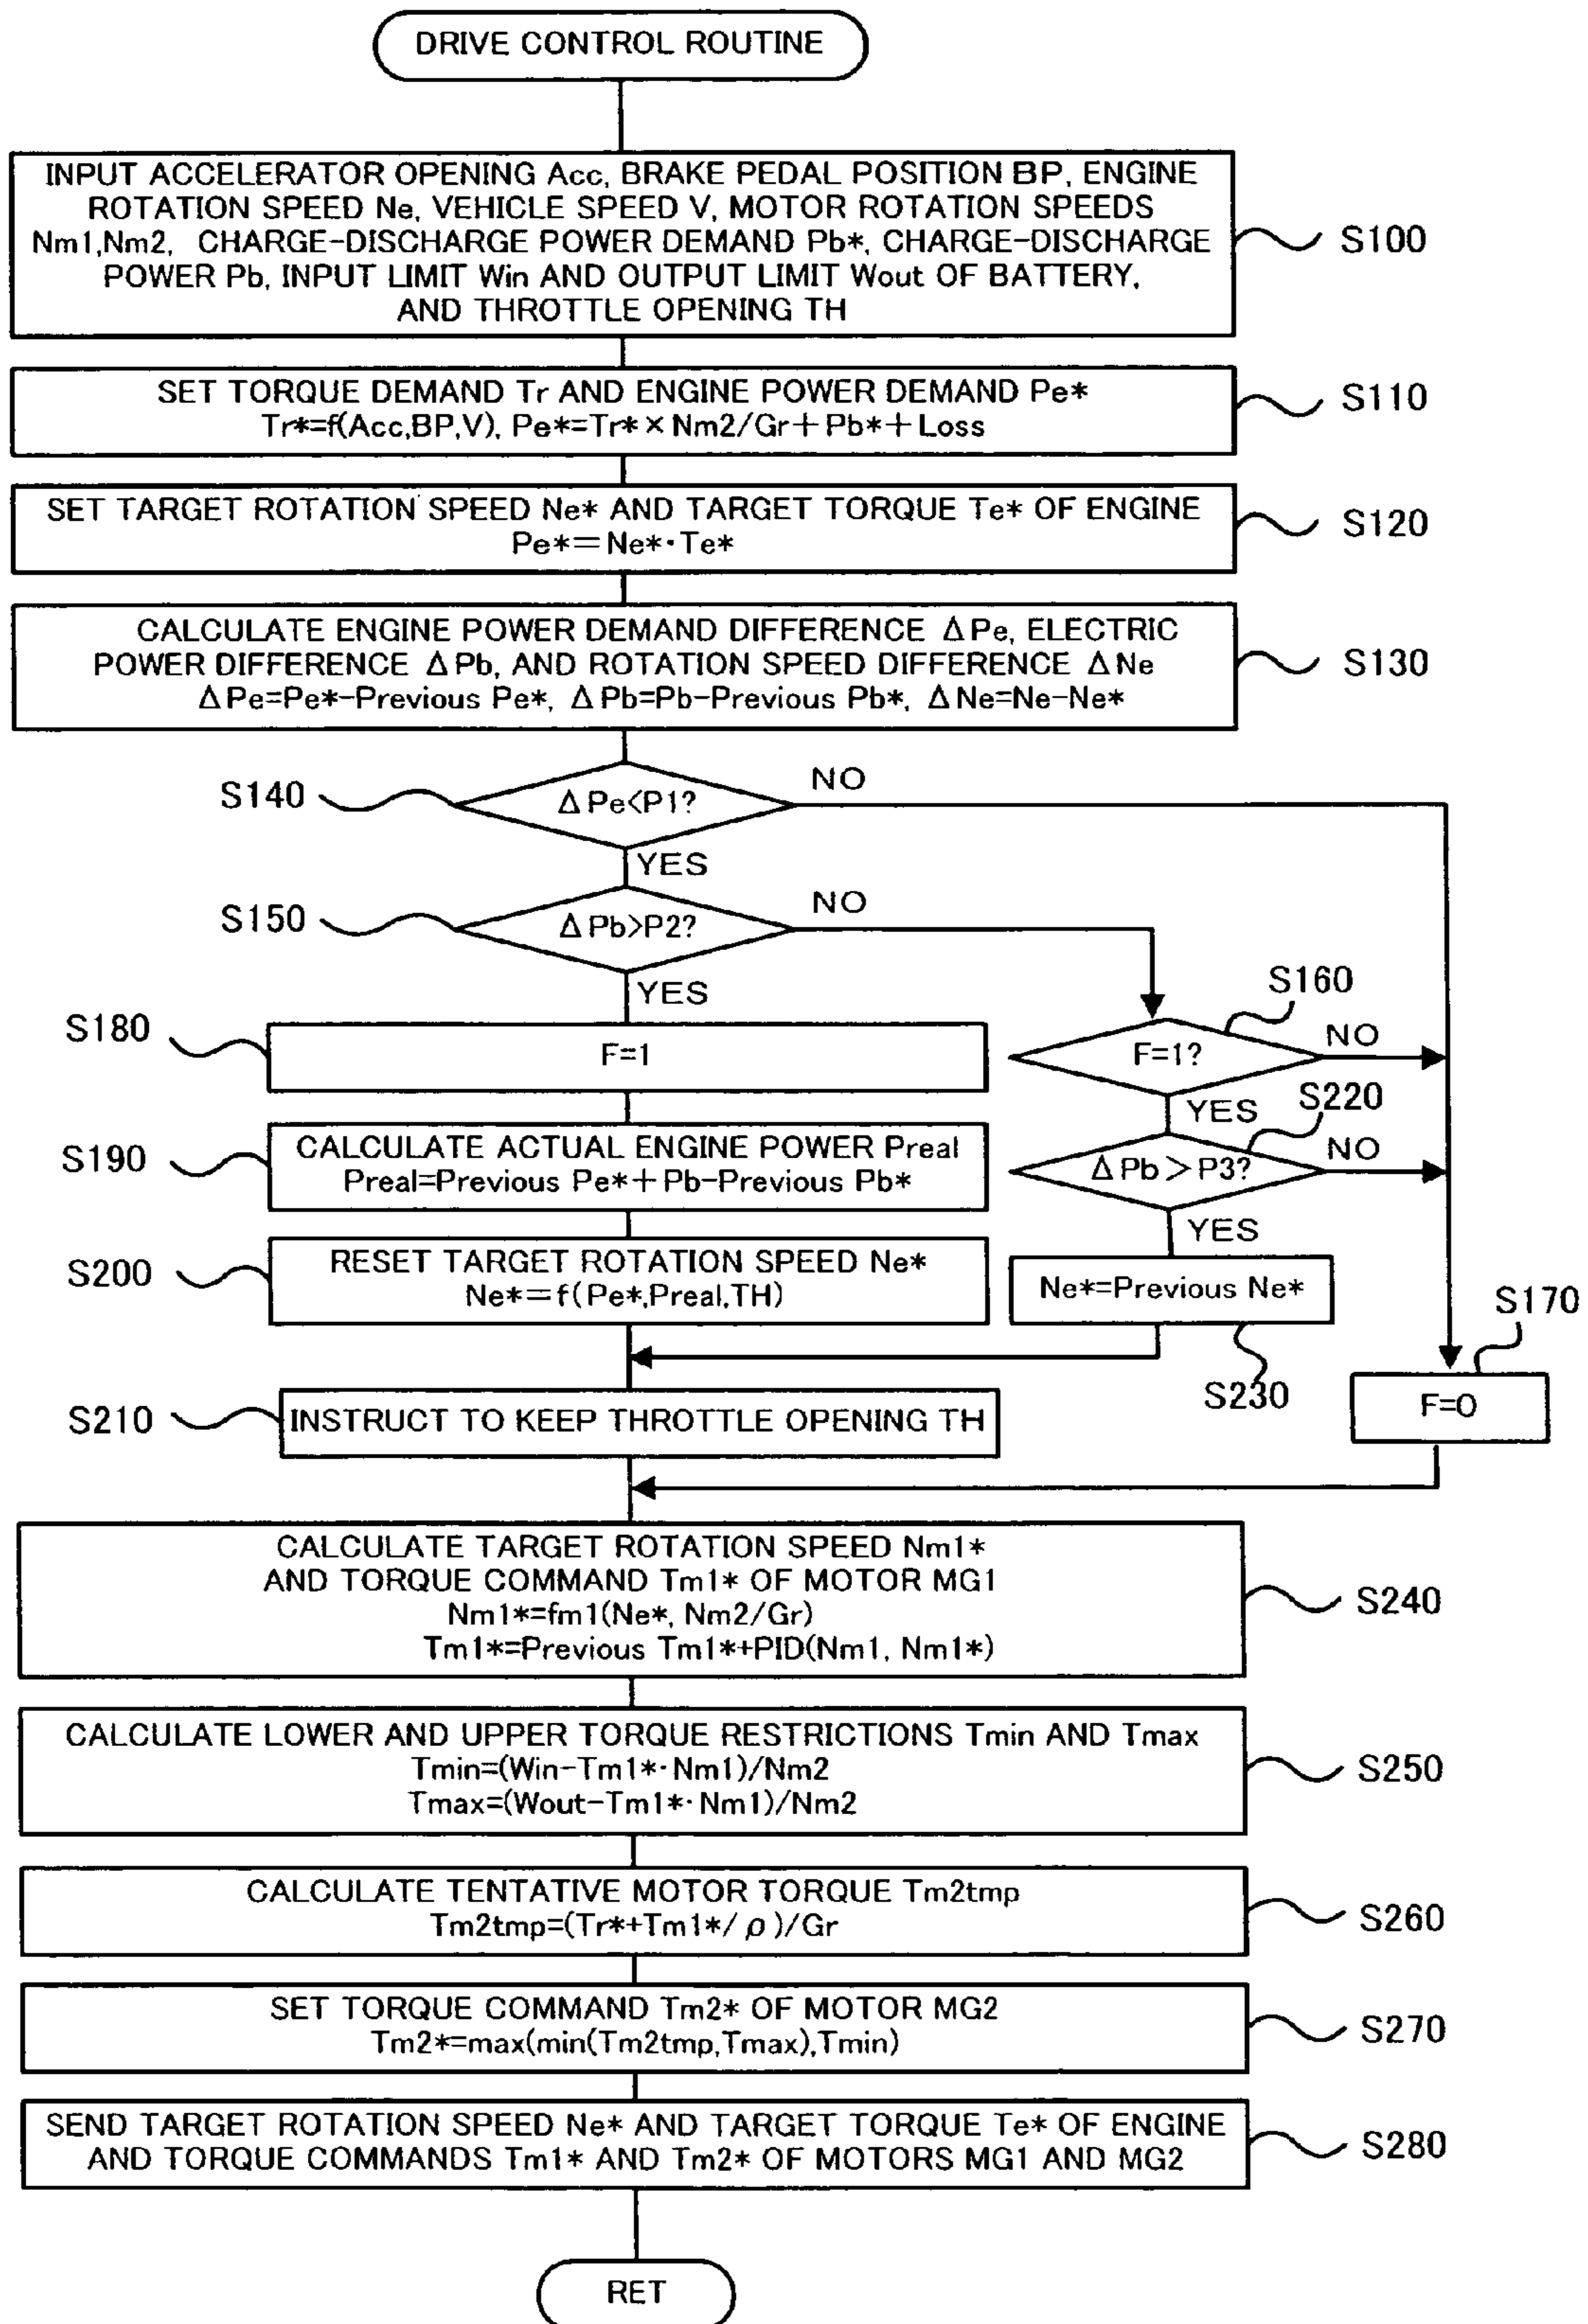 DRIVE CONTROL ROUTINE
INPUT ACCELERATOR OPENING Acc, BRAKE PEDAL POSITION BP, ENGINE
ROTATION SPEED Ne, VEHICLE SPEED V, MOTOR ROTATION SPEEDS
Nm1,Nm2, CHARGE-DISCHARGE POWER DEMAND Pb*, CHARGE-DISCHARGE
POWER Pb, INPUT LIMIT Win AND OUTPUT LIMIT Wout OF BATTERY,
AND THROTTLE OPENING TH
S100
SET TORQUE DEMAND Tr AND ENGINE POWER DEMAND Pe*
Tr*=f(Acc,BP,V), Pe*=Tr*×Nm2/Gr+Pb*+Loss
S110
SET TARGET ROTATION SPEED Ne* AND TARGET TORQUE Te* OF ENGINE
Pe*=Ne*·Te*
S120
CALCULATE ENGINE POWER DEMAND DIFFERENCE ΔPe, ELECTRIC
POWER DIFFERENCE ΔPb, AND ROTATION SPEED DIFFERENCE ΔNe
ΔPe=Pe*-Previous Pe*, ΔPb=Pb-Previous Pb*, ΔNe=Ne-Ne*
S130
S140
ΔPe<P1?
NO
YES
S150
ΔPb>P2?
NO
YES
S160
F=1?
NO
YES
S180
F=1
S220
ΔPb>P3?
NO
YES
S190
CALCULATE ACTUAL ENGINE POWER Preal
Preal=Previous Pe*+Pb-Previous Pb*
S200
RESET TARGET ROTATION SPEED Ne*
Ne*=f(Pe*,Preal,TH)
Ne*=Previous Ne*
S230
S170
F=0
S210
INSTRUCT TO KEEP THROTTLE OPENING TH
CALCULATE TARGET ROTATION SPEED Nm1*
AND TORQUE COMMAND Tm1* OF MOTOR MG1
Nm1*=fm1(Ne*, Nm2/Gr)
Tm1*=Previous Tm1*+PID(Nm1, Nm1*)
S240
CALCULATE LOWER AND UPPER TORQUE RESTRICTIONS Tmin AND Tmax
Tmin=(Win-Tm1*·Nm1)/Nm2
Tmax=(Wout-Tm1*·Nm1)/Nm2
S250
CALCULATE TENTATIVE MOTOR TORQUE Tm2tmp
Tm2tmp=(Tr*+Tm1*/ρ)/Gr
S260
SET TORQUE COMMAND Tm2* OF MOTOR MG2
Tm2*=max(min(Tm2tmp,Tmax),Tmin)
S270
SEND TARGET ROTATION SPEED Ne* AND TARGET TORQUE Te* OF ENGINE
AND TORQUE COMMANDS Tm1* AND Tm2* OF MOTORS MG1 AND MG2
S280
RET